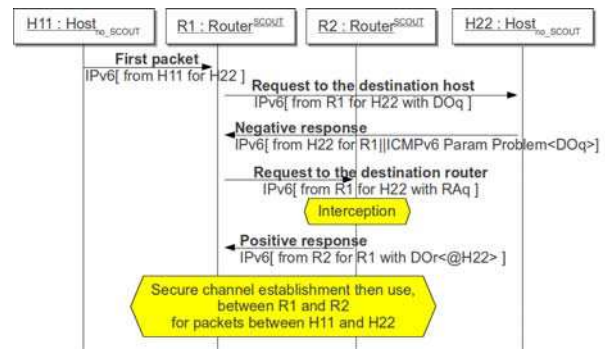 H11 : Host no_SCOUT
R1 : Router SCOUT
R2 : Router SCOUT
H22 : Host no_SCOUT
First packet
IPv6[ from H11 for H22 ]
Request to the destination host
IPv6[ from R1 for H22 with DOq ]
Negative response
IPv6[ from H22 for R1||ICMPv6 Param Problem<DOq>]
Request to the destination router
IPv6[ from R1 for H22 with RAq ]
Interception
Positive response
IPv6[ from R2 for R1 with DOr<@H22> ]
Secure channel establishment then use,
between R1 and R2
for packets between H11 and H22